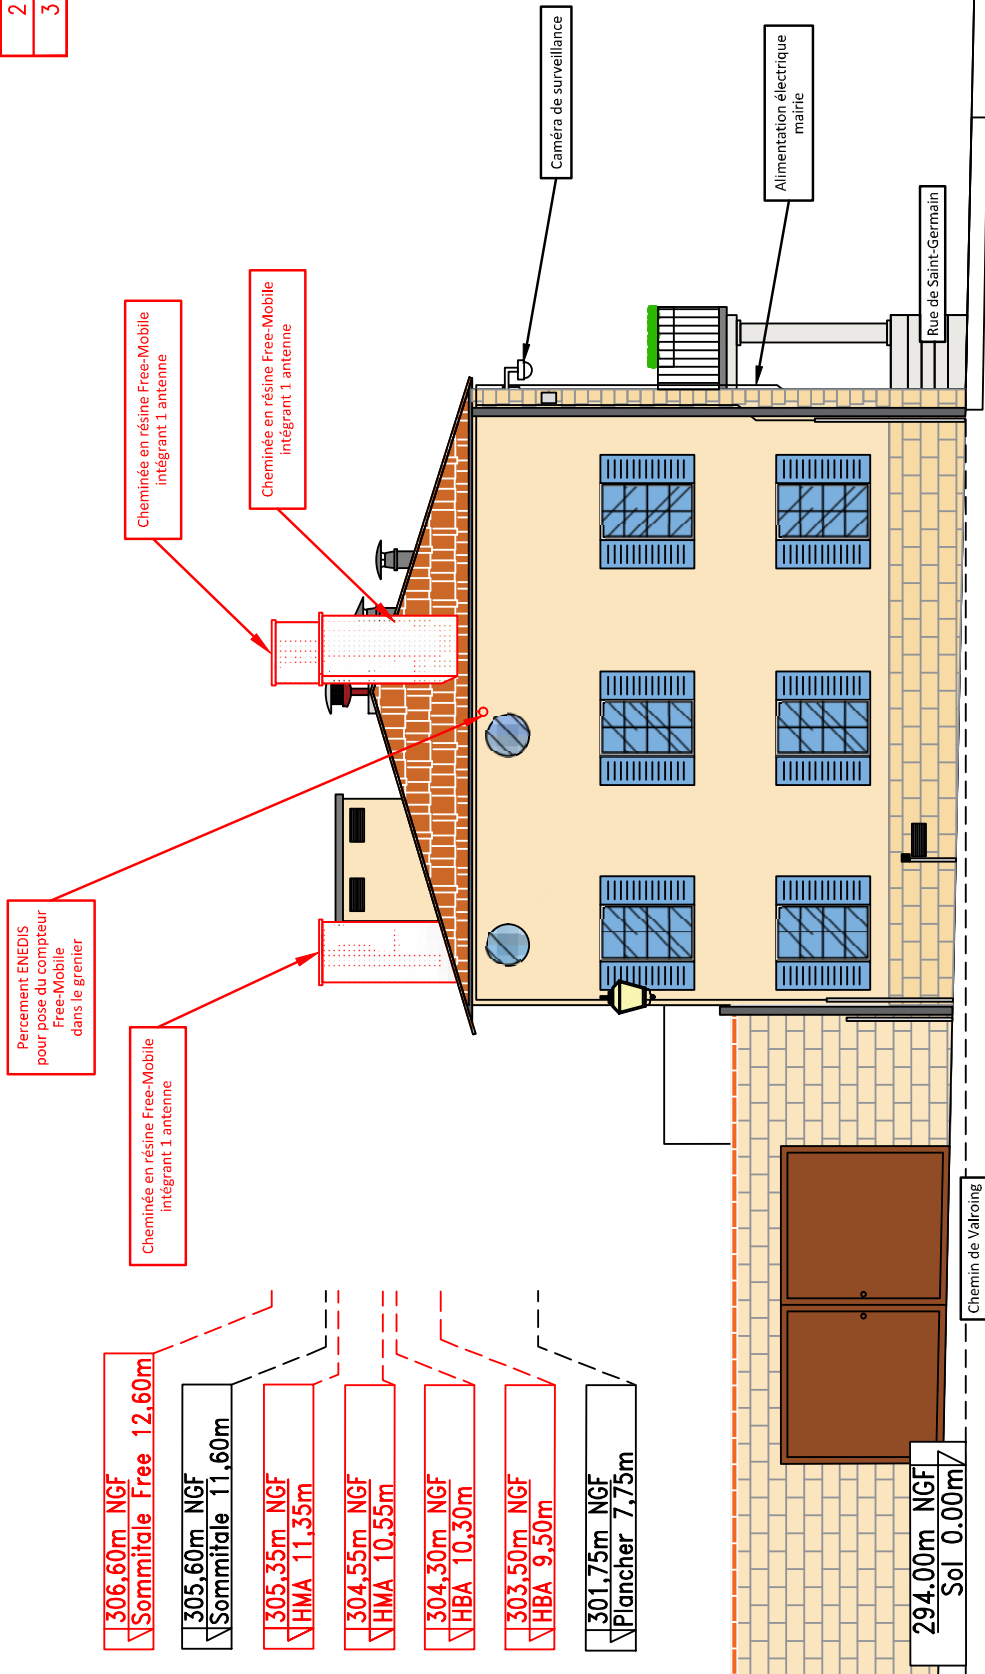 2
3
Percement ENEDIS
pour pose du compteur
Free-Mobile
dans le grenier
Cheminée en résine Free-Mobile
intégrant 1 antenne
Cheminée en résine Free-Mobile
intégrant 1 antenne
Cheminée en résine Free-Mobile
intégrant 1 antenne
Caméra de surveillance
Alimentation électrique
mairie
Rue de Saint-Germain
Chemin de Valroing
306,60m NGF
Sommitale Free 12,60m
305,60m NGF
Sommitale 11,60m
305,35m NGF
HMA 11,35m
304,55m NGF
HMA 10,55m
304,30m NGF
HBA 10,30m
303,50m NGF
HBA 9,50m
301,75m NGF
Plancher 7,75m
294.00m NGF
Sol 0.00m